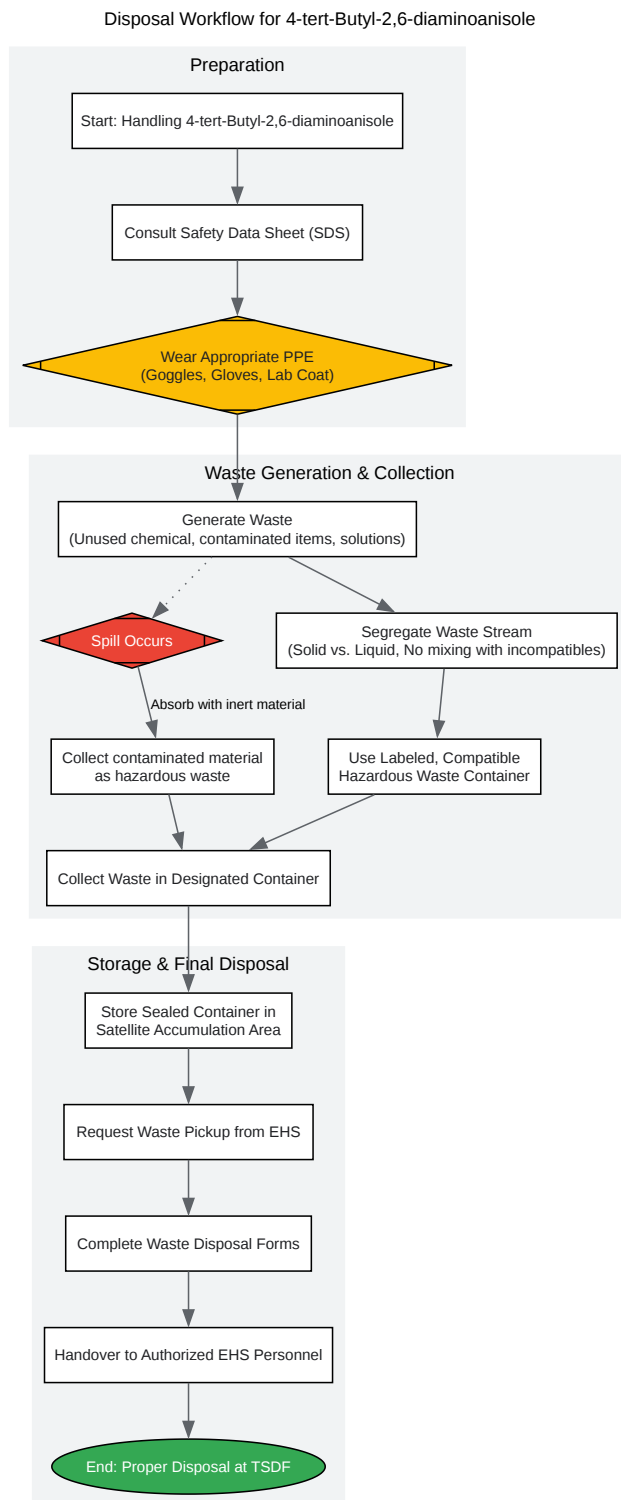 Disposal Workflow for 4-tert-Butyl-2,6-diaminoanisole
Preparation
Start: Handling 4-tert-Butyl-2,6-diaminoanisole
Consult Safety Data Sheet (SDS)
Wear Appropriate PPE
(Goggles, Gloves, Lab Coat)
Waste Generation & Collection
Generate Waste
(Unused chemical, contaminated items, solutions)
Spill Occurs
Segregate Waste Stream
(Solid vs. Liquid, No mixing with incompatibles)
Absorb with inert material
Collect contaminated material
as hazardous waste
Use Labeled, Compatible
Hazardous Waste Container
Collect Waste in Designated Container
Storage & Final Disposal
Store Sealed Container in
Satellite Accumulation Area
Request Waste Pickup from EHS
Complete Waste Disposal Forms
Handover to Authorized EHS Personnel
End: Proper Disposal at TSDF